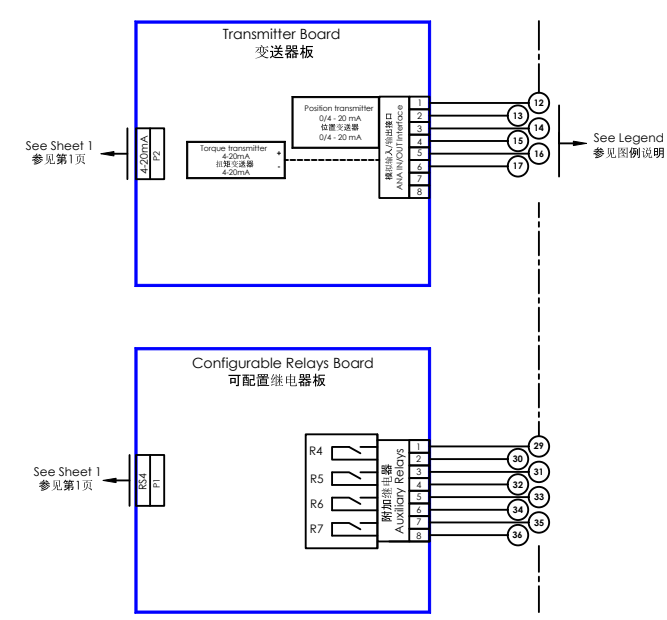 Transmitter Board
变送器板
Position transmitter
0/4 - 20 mA
位置变送器
0/4 - 20 mA
Torque transmitter
4-20mA
扭矩变送器
4-20mA
+
-
模拟输入/输出接口
ANA IN/OUT Interface
1
2
3
4
5
6
7
8
12
13
14
15
16
17
See Sheet 1
参见第1页
4-20mA
P2
See Legend
参见图例说明
Configurable Relays Board
可配置继电器板
R4
R5
R6
R7
附加继电器
Auxiliary Relays
1
2
3
4
5
6
7
8
29
30
31
32
33
34
35
36
See Sheet 1
参见第1页
RS4
P1